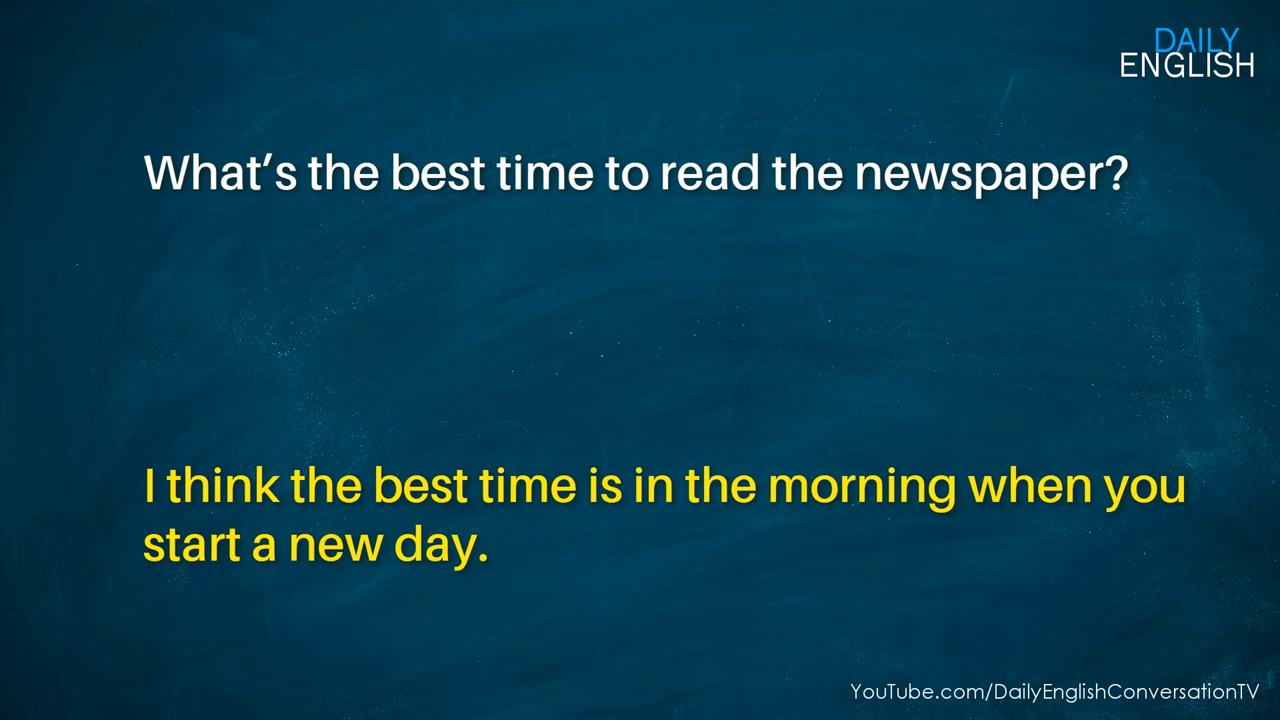 DAILY
ENGLISH
What’s the best time to read the newspaper?
I think the best time is in the morning when you
start a new day.
YouTube.com/DailyEnglishConversationTV